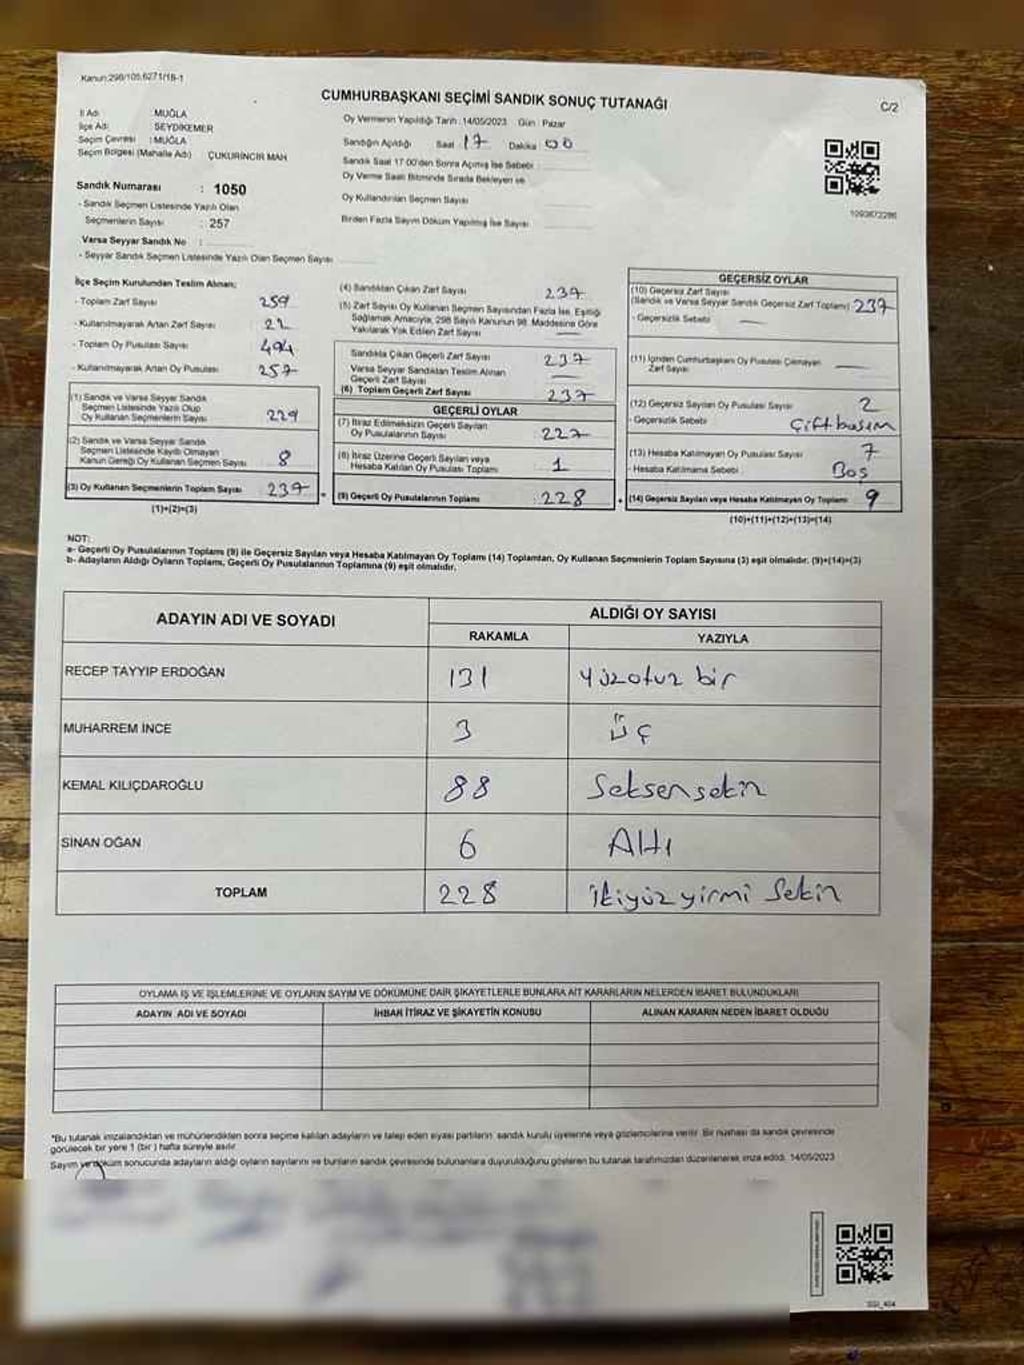 Kanun:298/105,6271/18-1
CUMHURBAŞKANI SEÇİMİ SANDIK SONUÇ TUTANAĞI
C/2
İl Adı MUĞLA
İlçe Adı SEYDİKEMER
Seçim Çevresi : MUĞLA
Seçim Bölgesi (Mahalle Adı) ÇUKURİNCİR MAH
Sandık Numarası : 1050
- Sandık Seçmen Listesinde Yazılı Olan
Seçmenlerin Sayısı : 257
Varsa Seyyar Sandık No :
- Seyyar Sandık Seçmen Listesinde Yazılı Olan Seçmen Sayısı
Oy Vermenin Yapıldığı Tarih : 14/05/2023 Gün : Pazar
Sandığın Açıldığı Saat 17 Dakika 00
Sandık Saat 17.00'den Sonra Açılmış İse Sebebi
Oy Verme Saati Bitiminde Sırada Bekleyen ve
Oy Kullandırılan Seçmen Sayısı
Birden Fazla Sayım Döküm Yapılmış İse Sayısı
1093672286
İlçe Seçim Kurulundan Teslim Alınan;
- Toplam Zarf Sayısı 259
- Kullanılmayarak Artan Zarf Sayısı
- Toplam Oy Pusulası Sayısı 494
- Kullanılmayarak Artan Oy Pusulası 257
(1) Sandık ve Varsa Seyyar Sandık
Seçmen Listesinde Yazılı Olup
Oy Kullanan Seçmenlerin Sayısı 229
(2) Sandık ve Varsa Seyyar Sandık
Seçmen Listesinde Kayıtlı Olmayan
Kanun Gereği Oy Kullanan Seçmen Sayısı 8
(3) Oy Kullanan Seçmenlerin Toplam Sayısı 237
(1)+(2)=(3)
(4) Sandıktan Çıkan Zarf Sayısı 237
(5) Zarf Sayısı Oy Kullanan Seçmen Sayısından Fazla İse, Eşitliği
Sağlamak Amacıyla, 298 Sayılı Kanunun 98. Maddesine Göre
Yakılarak Yok Edilen Zarf Sayısı —
Sandıkta Çıkan Geçerli Zarf Sayısı 237
Varsa Seyyar Sandıktan Teslim Alınan
Geçerli Zarf Sayısı —
(6) Toplam Geçerli Zarf Sayısı 237
GEÇERLİ OYLAR
(7) İtiraz Edilmeksizin Geçerli Sayılan
Oy Pusulalarının Sayısı 227
(8) İtiraz Üzerine Geçerli Sayılan veya
Hesaba Katılan Oy Pusulası Toplamı 1
(9) Geçerli Oy Pusulalarının Toplamı : 228
GEÇERSİZ OYLAR
(10) Geçersiz Zarf Sayısı
(Sandık ve Varsa Seyyar Sandık Geçersiz Zarf Toplamı) 237
- Geçersizlik Sebebi —
(11) İçinden Cumhurbaşkanı Oy Pusulası Çıkmayan
Zarf Sayısı —
(12) Geçersiz Sayılan Oy Pusulası Sayısı 2
- Geçersizlik Sebebi Çift basım
(13) Hesaba Katılmayan Oy Pusulası Sayısı 7
- Hesaba Katılmama Sebebi Boş
(14) Geçersiz Sayılan veya Hesaba Katılmayan Oy Toplamı 9
(10)+(11)+(12)+(13)=(14)
NOT:
a- Geçerli Oy Pusulalarının Toplamı (9) ile Geçersiz Sayılan veya Hesaba Katılmayan Oy Toplamı (14) Toplamları, Oy Kullanan Seçmenlerin Toplam Sayısına (3) eşit olmalıdır. (9)+(14)=(3)
b- Adayların Aldığı Oyların Toplamı, Geçerli Oy Pusulalarının Toplamına (9) eşit olmalıdır.
ADAYIN ADI VE SOYADI ALDIĞI OY SAYISI
RAKAMLA YAZIYLA
RECEP TAYYIP ERDOĞAN 131 Yüzotuz bir
MUHARREM İNCE 3 üç
KEMAL KILIÇDAROĞLU 88 Seksensekiz
SİNAN OĞAN 6 Altı
TOPLAM 228 ikiyüzyirmi Sekiz
OYLAMA İŞ VE İŞLEMLERİNE VE OYLARIN SAYIM VE DÖKÜMÜNE DAİR ŞİKAYETLERLE BUNLARA AİT KARARLARIN NELERDEN İBARET BULUNDUKLARI
ADAYIN ADI VE SOYADI İHBAR İTİRAZ VE ŞİKAYETİN KONUSU ALINAN KARARIN NEDEN İBARET OLDUĞU
*Bu tutanak imzalandıktan ve mühürlendikten sonra seçime katılan adayların ve talep eden siyasi partilerin sandık kurulu üyelerine veya gözlemcilerine verilir. Bir nüshası da sandık çevresinde
görülecek bir yere 1 (bir) hafta süreyle asılır.
Sayım ve döküm sonucunda adayların aldığı oyların sayılarını ve bunların sandık çevresinde bulunanlara duyurulduğunu gösteren bu tutanak tarafımızdan düzenlenerek imza edildi. 14/05/2023